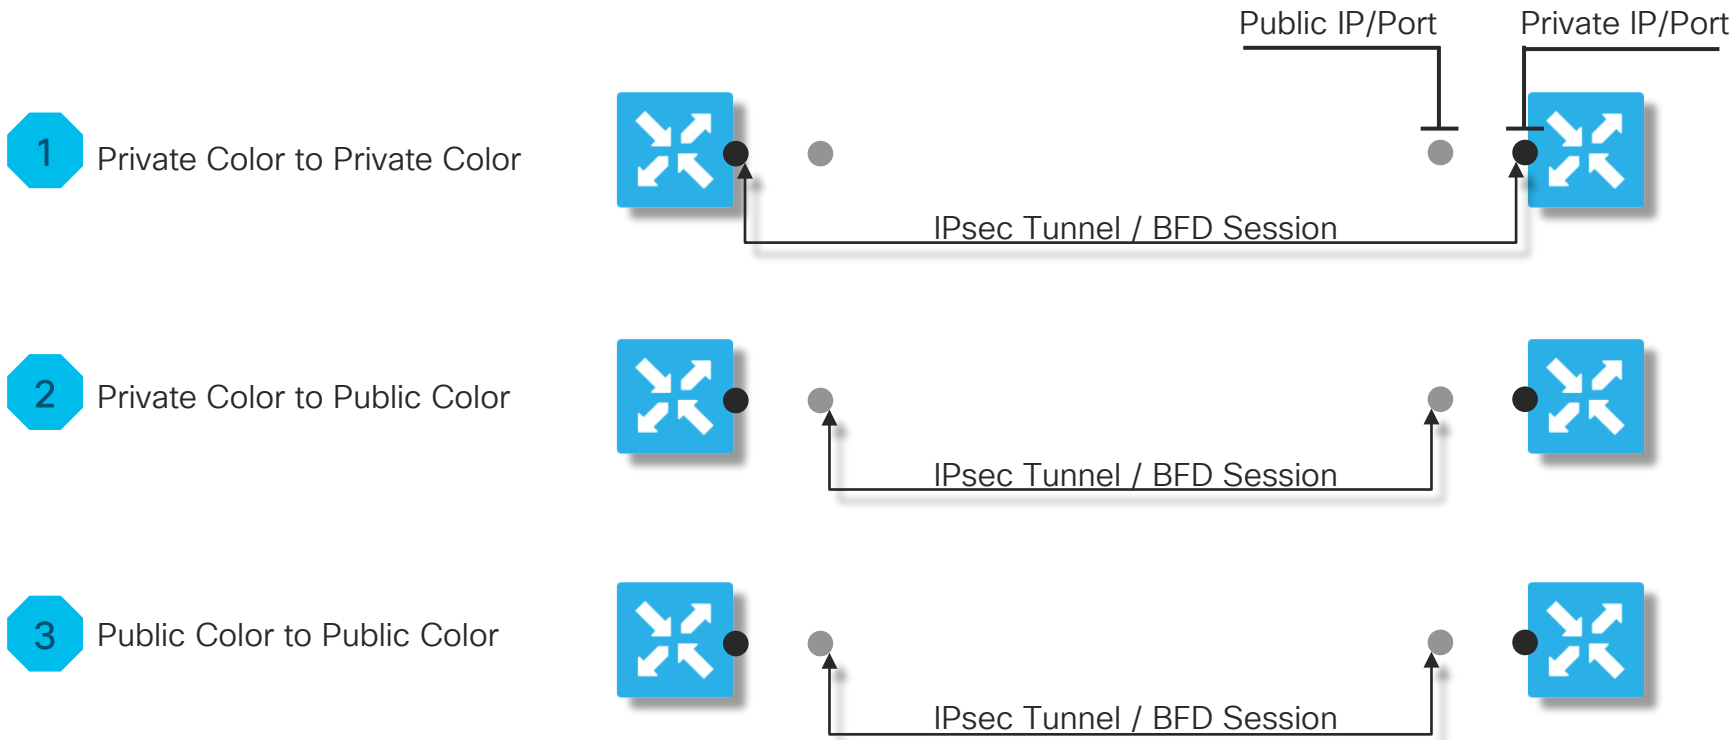 Public IP/Port
Private IP/Port
1
Private Color to Private Color
IPsec Tunnel / BFD Session
2
Private Color to Public Color
IPsec Tunnel / BFD Session
3
Public Color to Public Color
IPsec Tunnel / BFD Session